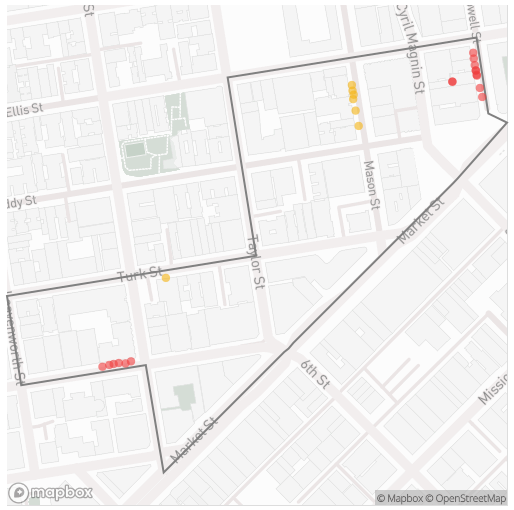 St
Cyril Magnin St
well St
Ellis St
ddy St
Mason St
Market St
Taylor St
Turk St
venworth St
6th St
Missio
Market St
mapbox
© Mapbox © OpenStreetMap